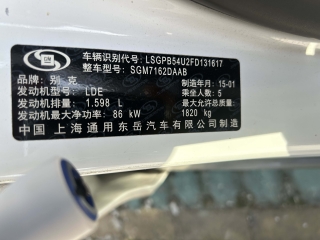 车辆识别代号: LSGPB54U2FD131617
整车型号: SGM7162DAAB
品牌: 别克 制造年月: 15-01
发动机型号: LDE 乘坐人数: 5
发动机排量: 1.598 L 最大允许总质量:
发动机最大净功率: 86 kW 1820 kg
中国 上海通用东岳汽车有限公司